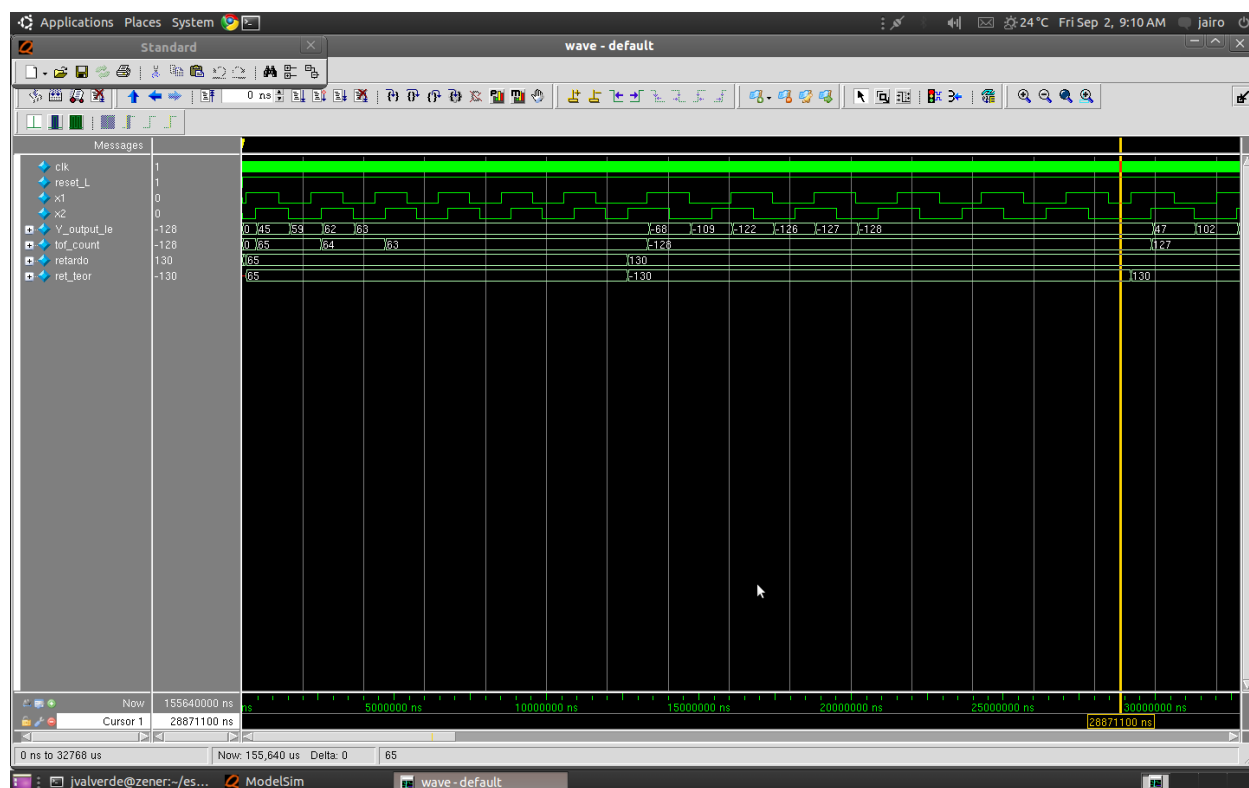 Applications Places System 24°C Fri Sep 2, 9:10 AM jairo
Standard
wave - default
0 ns
Messages
clk 1
reset_L 1
x1 0
x2 0
Y_output_le -128 0 45 59 62 63 -66 -109 -122 -126 -127 -128 47 102
tof_count -128 0 65 64 63 -128 127
retardo 130 65 130
ret_teor -130 65 -130 130
Now 155640000 ns ns 5000000 ns 10000000 ns 15000000 ns 20000000 ns 25000000 ns 30000000 ns
Cursor 1 28871100 ns 28871100 ns
0 ns to 32768 us Now: 155,640 us Delta: 0 65
jvalverde@zener:~/es... ModelSim wave - default